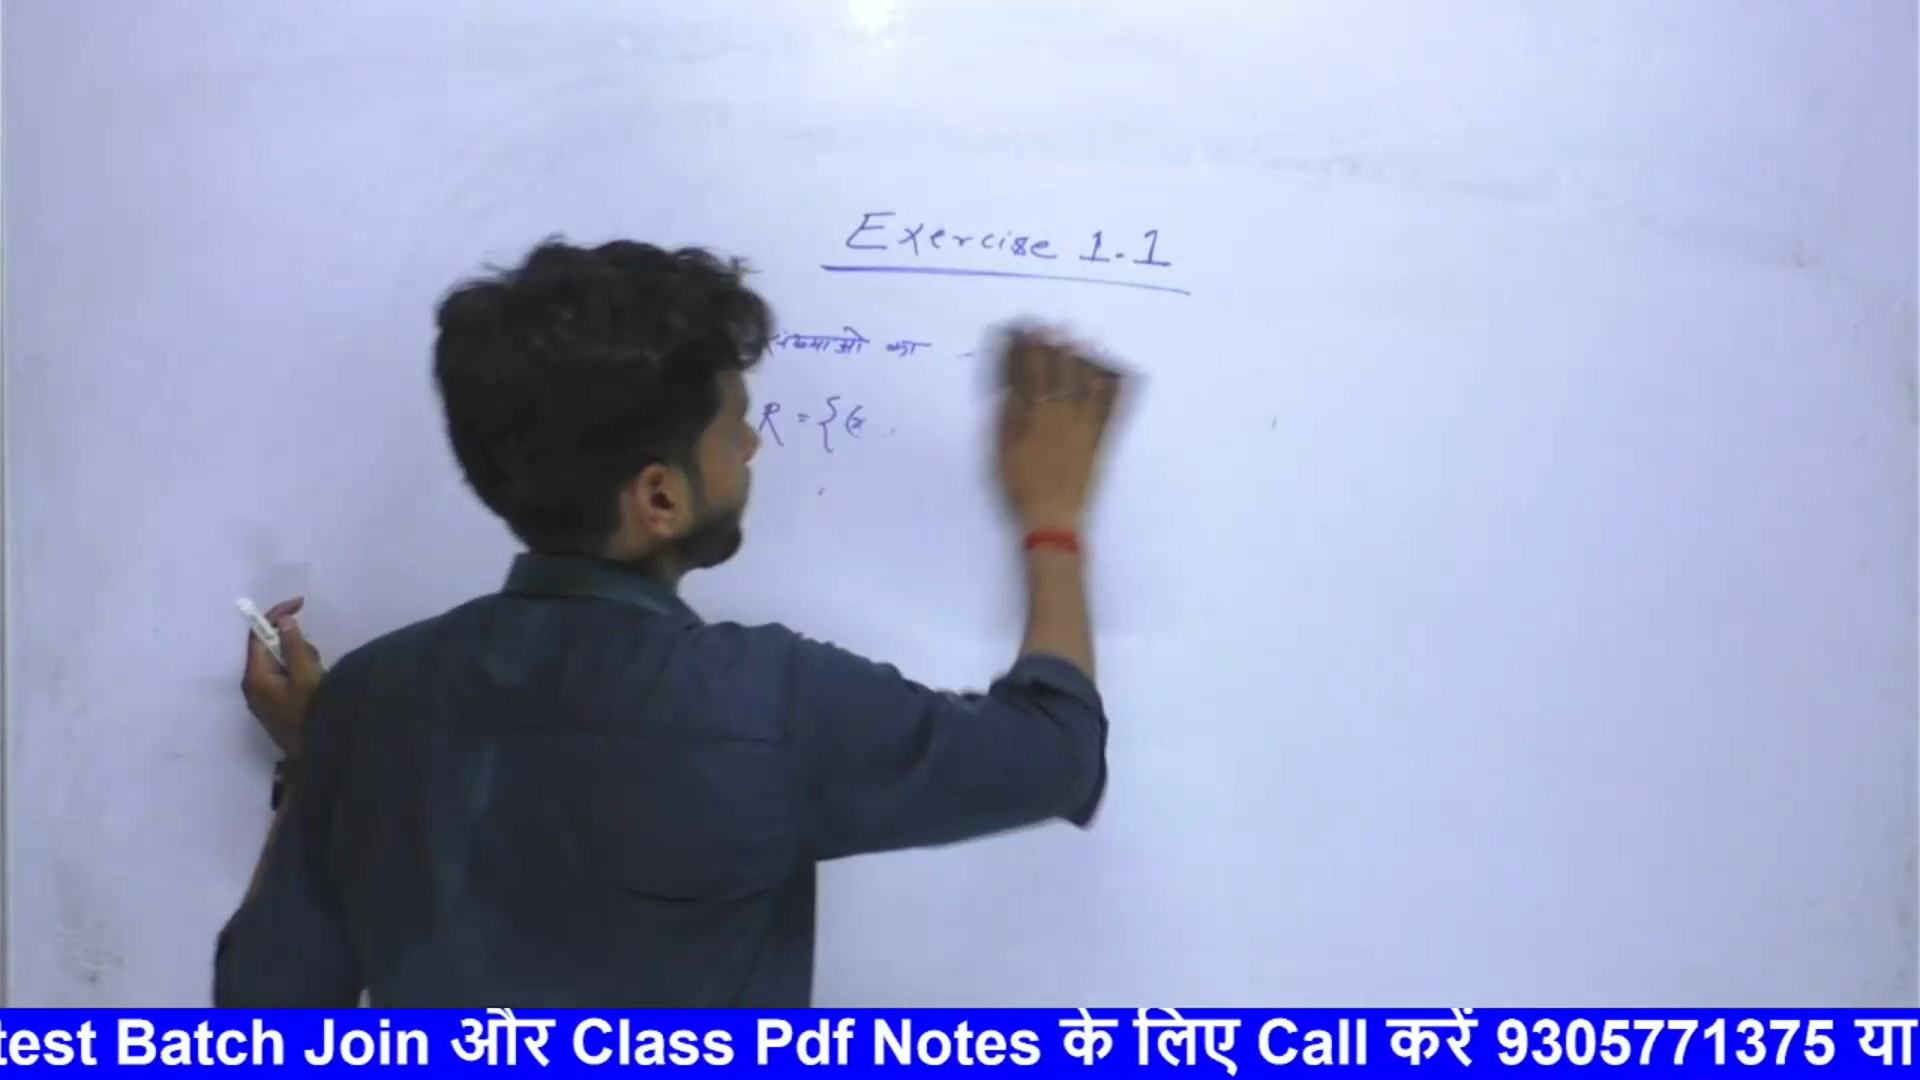 Exercise 1.1
संख्याओ का
R = {(x
test Batch Join और Class Pdf Notes के लिए Call करें 9305771375 या